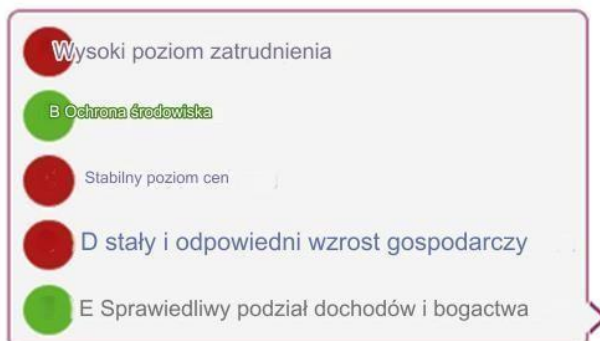 Wysoki poziom zatrudnienia
B Ochrona środowiska
Stabilny poziom cen
D stały i odpowiedni wzrost gospodarczy
E Sprawiedliwy podział dochodów i bogactwa